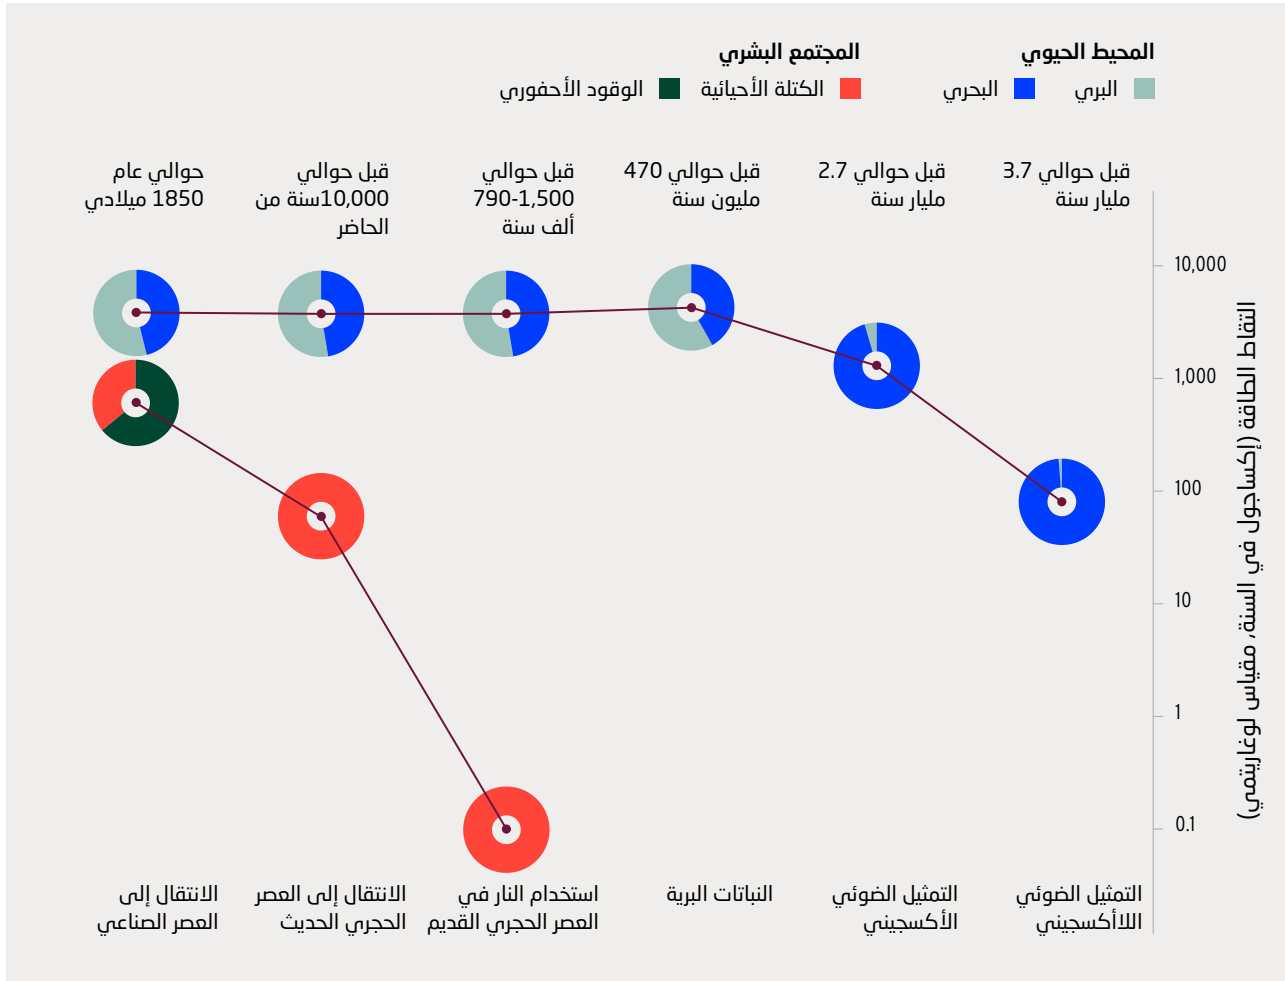 المحيط الحيوي
البري
البحري
المجتمع البشري
الكتلة الأحيائية
الوقود الأحفوري
قبل حوالي 3.7
مليار سنة
قبل حوالي 2.7
مليار سنة
قبل حوالي 470
مليون سنة
قبل حوالي
790-1,500
ألف سنة
قبل حوالي
10,000سنة من
الحاضر
حوالي عام
1850 ميلادي
10,000
1,000
100
10
1
0.1
التقاط الطاقة (إكساجول في السنة، مقياس لوغاريتمي)
التمثيل الضوئي
اللاأكسجيني
التمثيل الضوئي
الأكسجيني
النباتات البرية
استخدام النار في
العصر الحجري القديم
الانتقال إلى العصر
الحجري الحديث
الانتقال إلى
العصر الصناعي